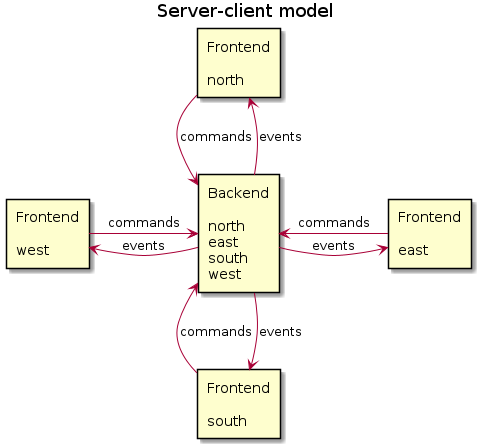 Server-client model
Frontend
north
commands
events
Frontend
west
commands
events
Backend
north
east
south
west
commands
events
Frontend
east
commands
events
Frontend
south